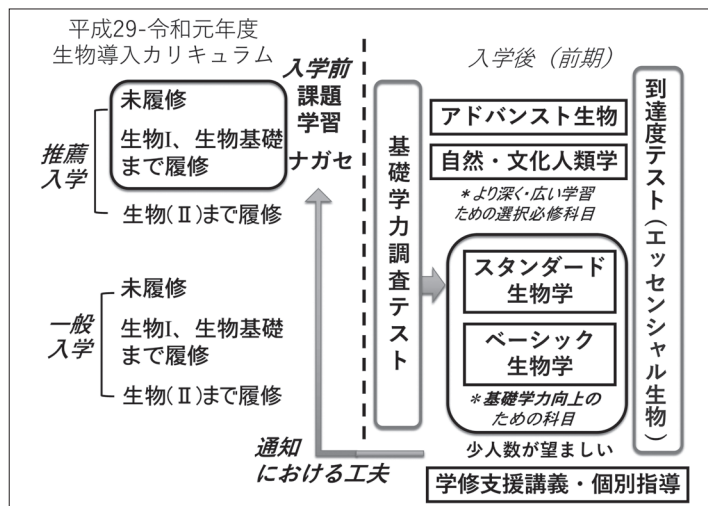 平成29-令和元年度
生物導入カリキュラム
推薦
入学
未履修
生物I、生物基礎
まで履修
生物(Ⅱ)まで履修
一般
入学
未履修
生物I、生物基礎
まで履修
生物(Ⅱ)まで履修
入学前
課題
学習
ナガセ
通知
における工夫
基礎学力調査テスト
入学後（前期）
アドバンスト生物
自然・文化人類学
＊より深く・広い学習
ための選択必修科目
スタンダード
生物学
ベーシック
生物学
＊基礎学力向上の
ための科目
少人数が望ましい
学修支援講義・個別指導
到達度テスト(エッセンシャル生物)